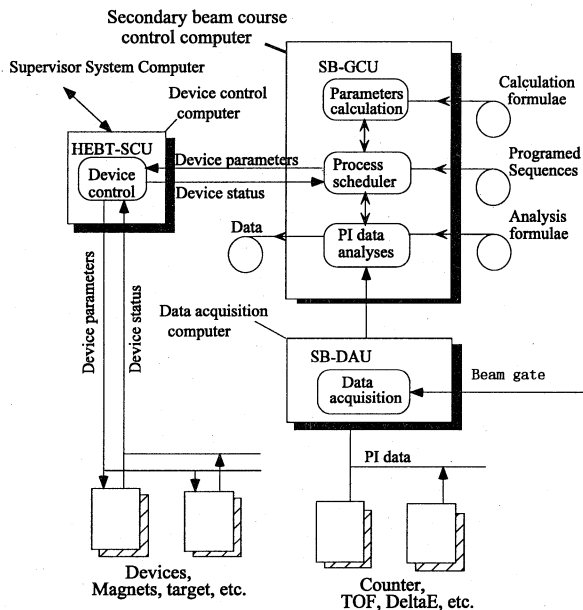 Secondary beam course
control computer
Supervisor System Computer
Device control
computer
SB-GCU
Parameters
calculation
Calculation
formulae
HEBT-SCU
Device
control
Device parameters
Device status
Process
scheduler
Programed
Sequences
Data
PI data
analyses
Analysis
formulae
Device parameters
Device status
Data acquisition
computer
SB-DAU
Data
acquisition
Beam gate
PI data
Devices,
Magnets, target, etc.
Counter,
TOF, DeltaE, etc.